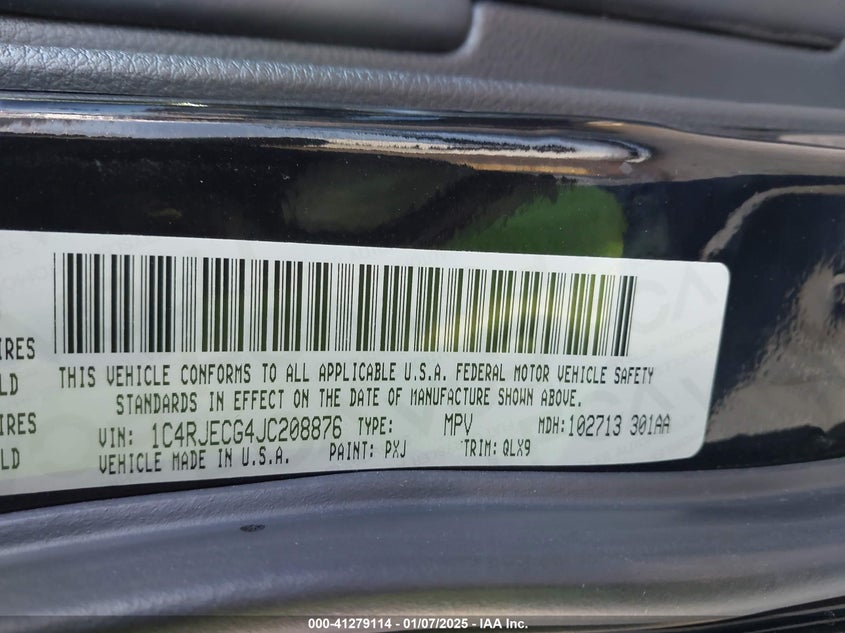 IRES
LD
IRES
LD
THIS VEHICLE CONFORMS TO ALL APPLICABLE U.S.A. FEDERAL MOTOR VEHICLE SAFETY
STANDARDS IN EFFECT ON THE DATE OF MANUFACTURE SHOWN ABOVE.
VIN: 1C4RJECG4JC208876 TYPE: MPV MDH:102713 301AA
VEHICLE MADE IN U.S.A. PAINT: PXJ TRIM: QLX9
000-41279114 — 01/07/2025 — IAA Inc.